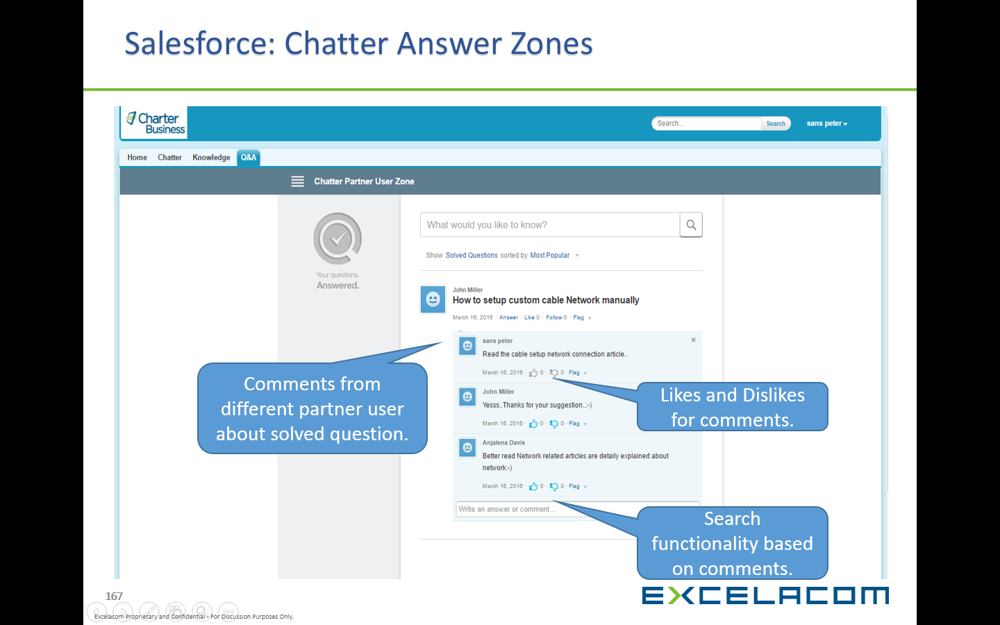 Salesforce: Chatter Answer Zones
Charter
Business
Search...
Search
sans peter
Home
Chatter
Knowledge
Q&A
Chatter Partner User Zone
Your questions.
Answered.
What would you like to know?
Show Solved Questions sorted by Most Popular
John Miller
How to setup custom cable Network manually
March 16, 2016 · Answer · Like 0 · Follow 0 · Flag
sans peter
Read the cable setup network connection article..
March 16, 2016 · 0 · 0 · Flag
John Miller
Yesss..Thanks for your suggestion..:-)
March 16, 2016 · 0 · 0 · Flag
Anjalena Davis
Better read Network related articles are detaily explained about
network:-)
March 16, 2016 · 0 · 0 · Flag
Write an answer or comment...
Comments from
different partner user
about solved question.
Likes and Dislikes
for comments.
Search
functionality based
on comments.
167
Excelacom Proprietary and Confidential - For Discussion Purposes Only.
EXCELACOM